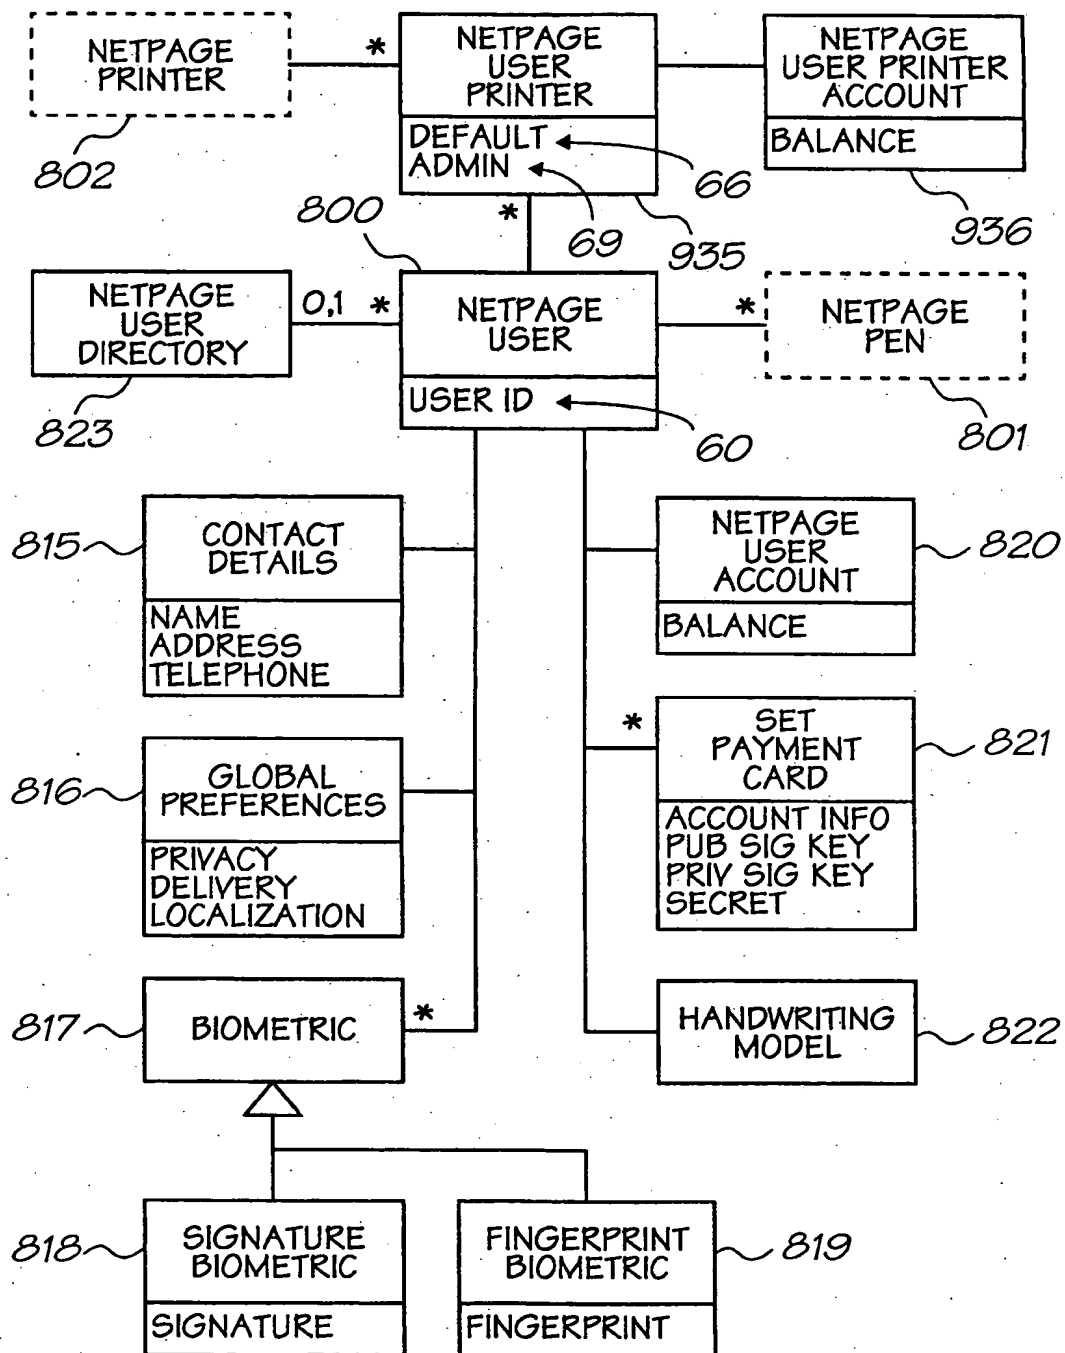 NETPAGE
PRINTER
802
*
NETPAGE
USER
PRINTER
DEFAULT
ADMIN
66
69
935
NETPAGE
USER PRINTER
ACCOUNT
BALANCE
936
*
800
NETPAGE
USER
DIRECTORY
823
0,1
*
NETPAGE
USER
USER ID
60
*
NETPAGE
PEN
801
815
CONTACT
DETAILS
NAME
ADDRESS
TELEPHONE
NETPAGE
USER
ACCOUNT
BALANCE
820
816
GLOBAL
PREFERENCES
PRIVACY
DELIVERY
LOCALIZATION
*
SET
PAYMENT
CARD
ACCOUNT INFO
PUB SIG KEY
PRIV SIG KEY
SECRET
821
817
BIOMETRIC
*
HANDWRITING
MODEL
822
818
SIGNATURE
BIOMETRIC
SIGNATURE
FINGERPRINT
BIOMETRIC
FINGERPRINT
819